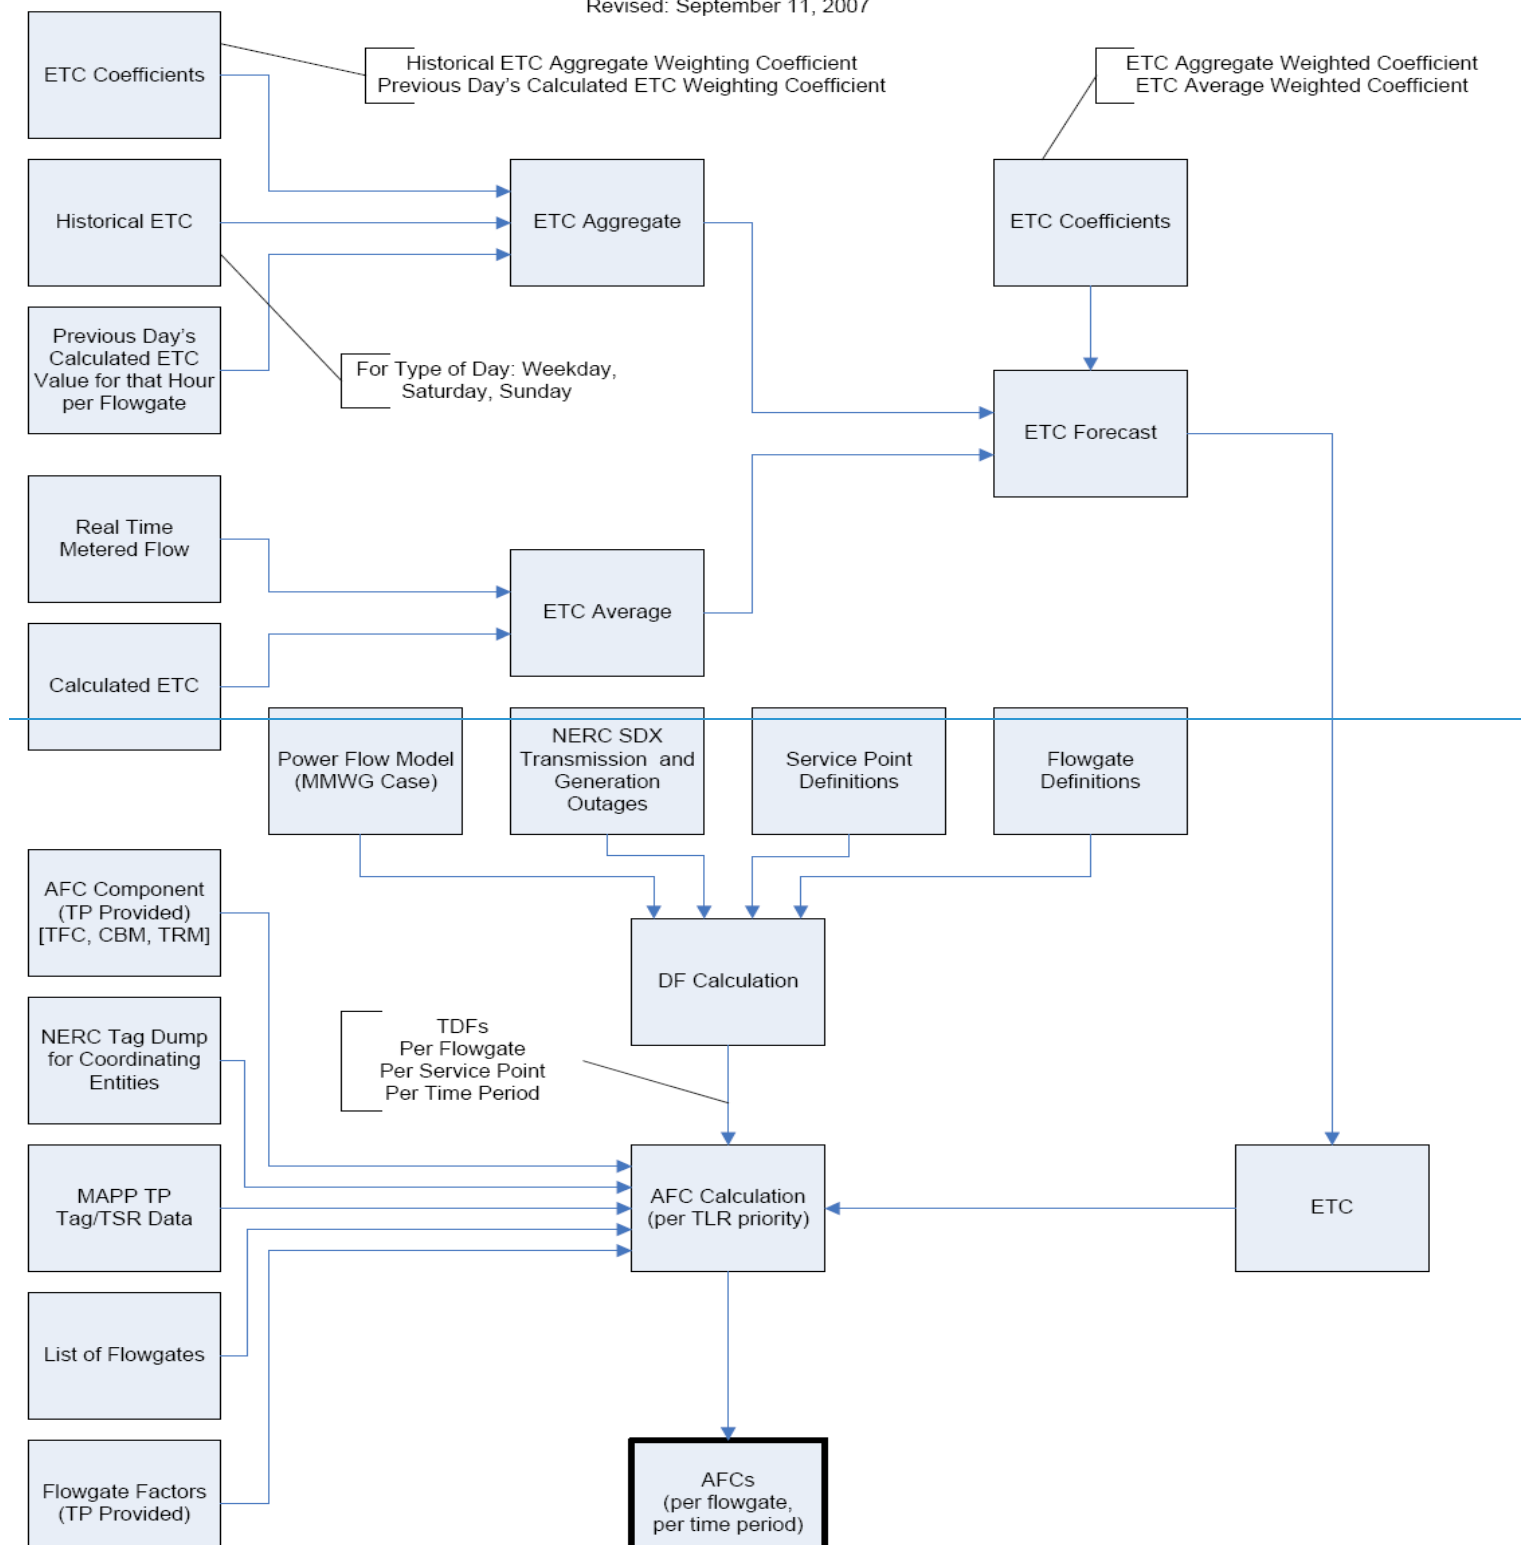 Revised: September 11, 2007
ETC Coefficients
Historical ETC Aggregate Weighting Coefficient
Previous Day's Calculated ETC Weighting Coefficient
ETC Aggregate Weighted Coefficient
ETC Average Weighted Coefficient
Historical ETC
ETC Aggregate
ETC Coefficients
Previous Day's
Calculated ETC
Value for that Hour
per Flowgate
For Type of Day: Weekday,
Saturday, Sunday
ETC Forecast
Real Time
Metered Flow
ETC Average
Calculated ETC
Power Flow Model
(MMWG Case)
NERC SDX
Transmission and
Generation
Outages
Service Point
Definitions
Flowgate
Definitions
AFC Component
(TP Provided)
[TFC, CBM, TRM]
DF Calculation
NERC Tag Dump
for Coordinating
Entities
TDFs
Per Flowgate
Per Service Point
Per Time Period
MAPP TP
Tag/TSR Data
AFC Calculation
(per TLR priority)
ETC
List of Flowgates
Flowgate Factors
(TP Provided)
AFCs
(per flowgate,
per time period)